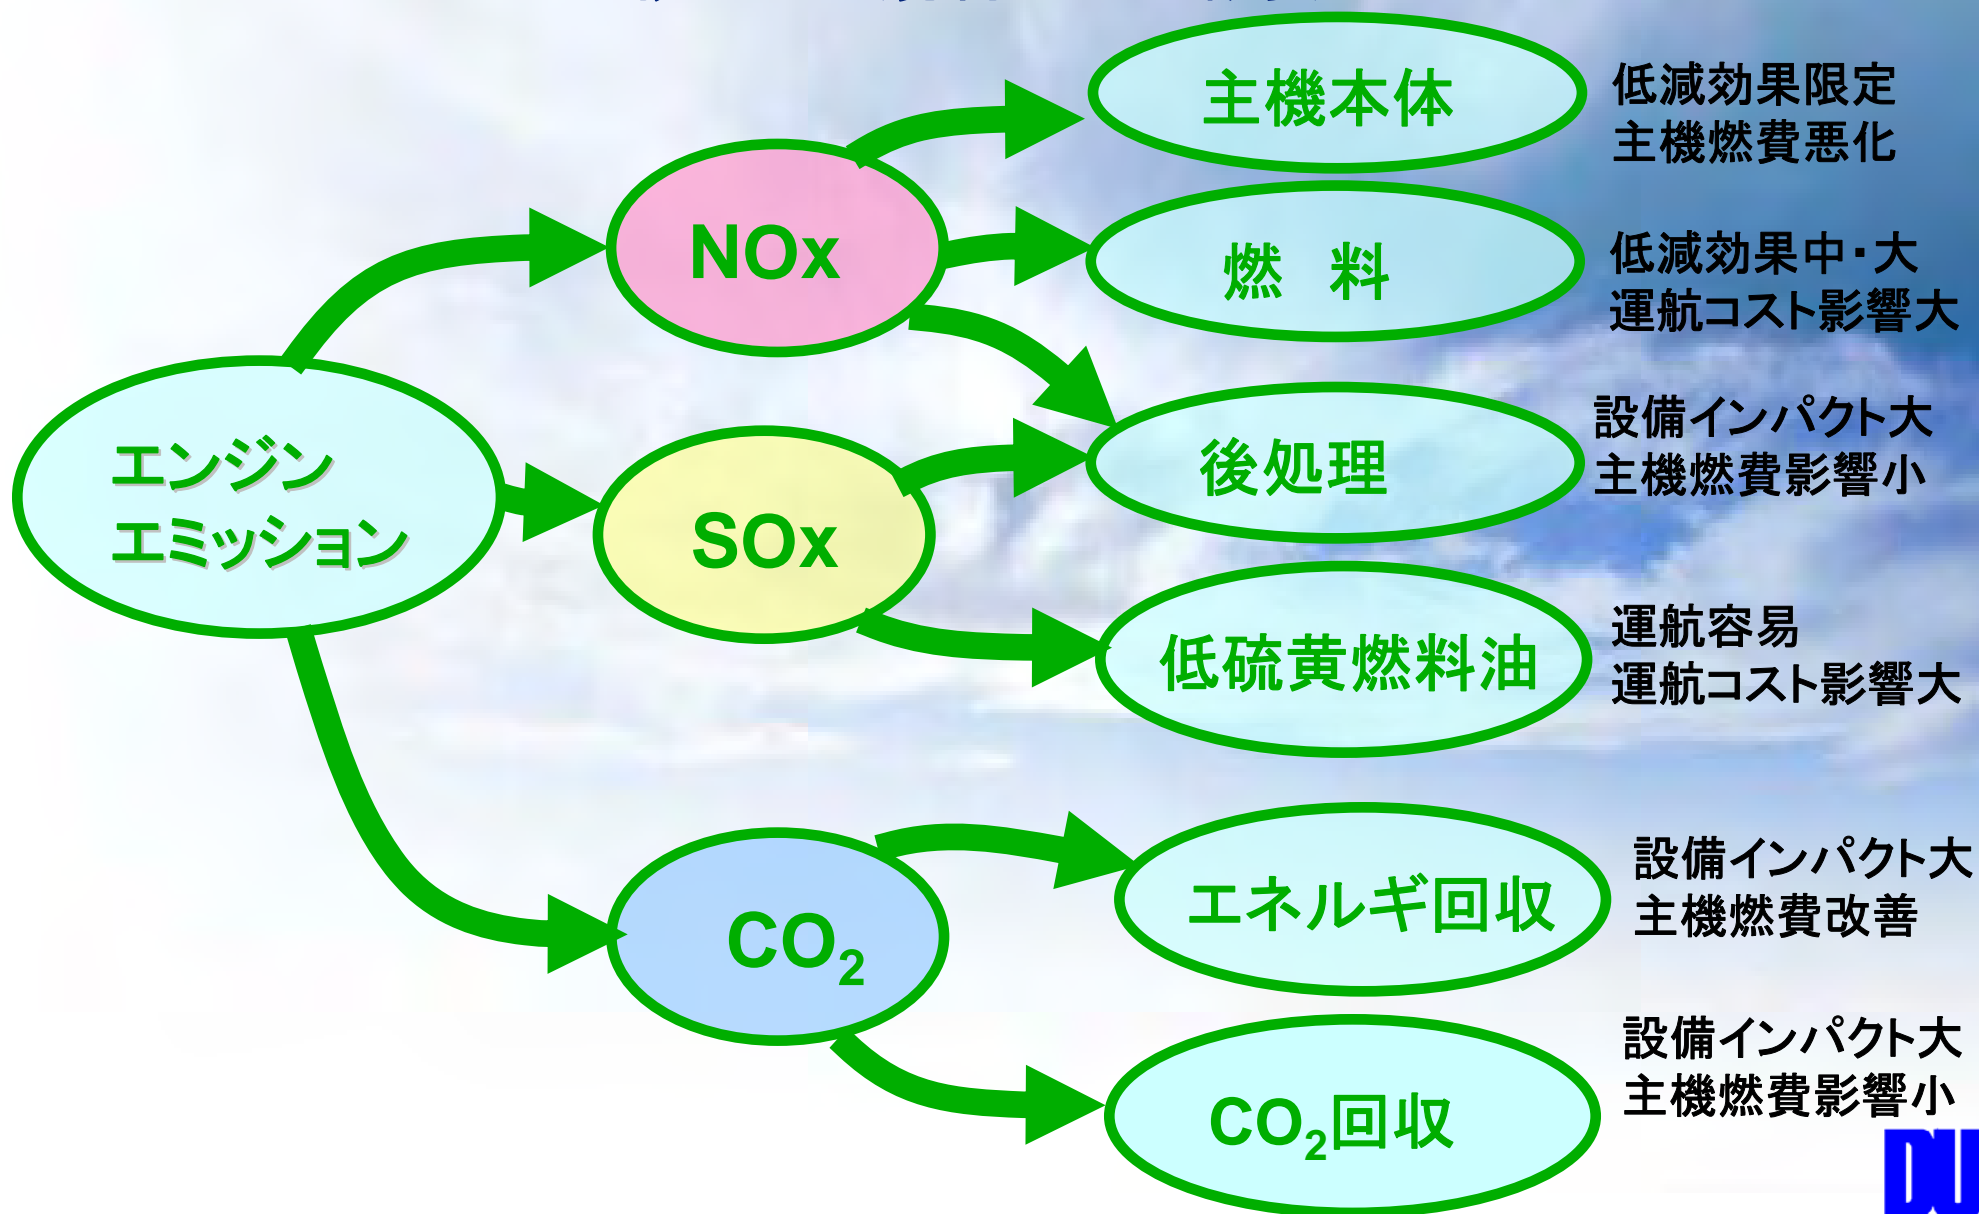 主機本体
低減効果限定
主機燃費悪化
NOx
燃　料
低減効果中・大
運航コスト影響大
エンジン
エミッション
後処理
設備インパクト大
主機燃費影響小
SOx
低硫黄燃料油
運航容易
運航コスト影響大
CO₂
エネルギ回収
設備インパクト大
主機燃費改善
CO₂回収
設備インパクト大
主機燃費影響小